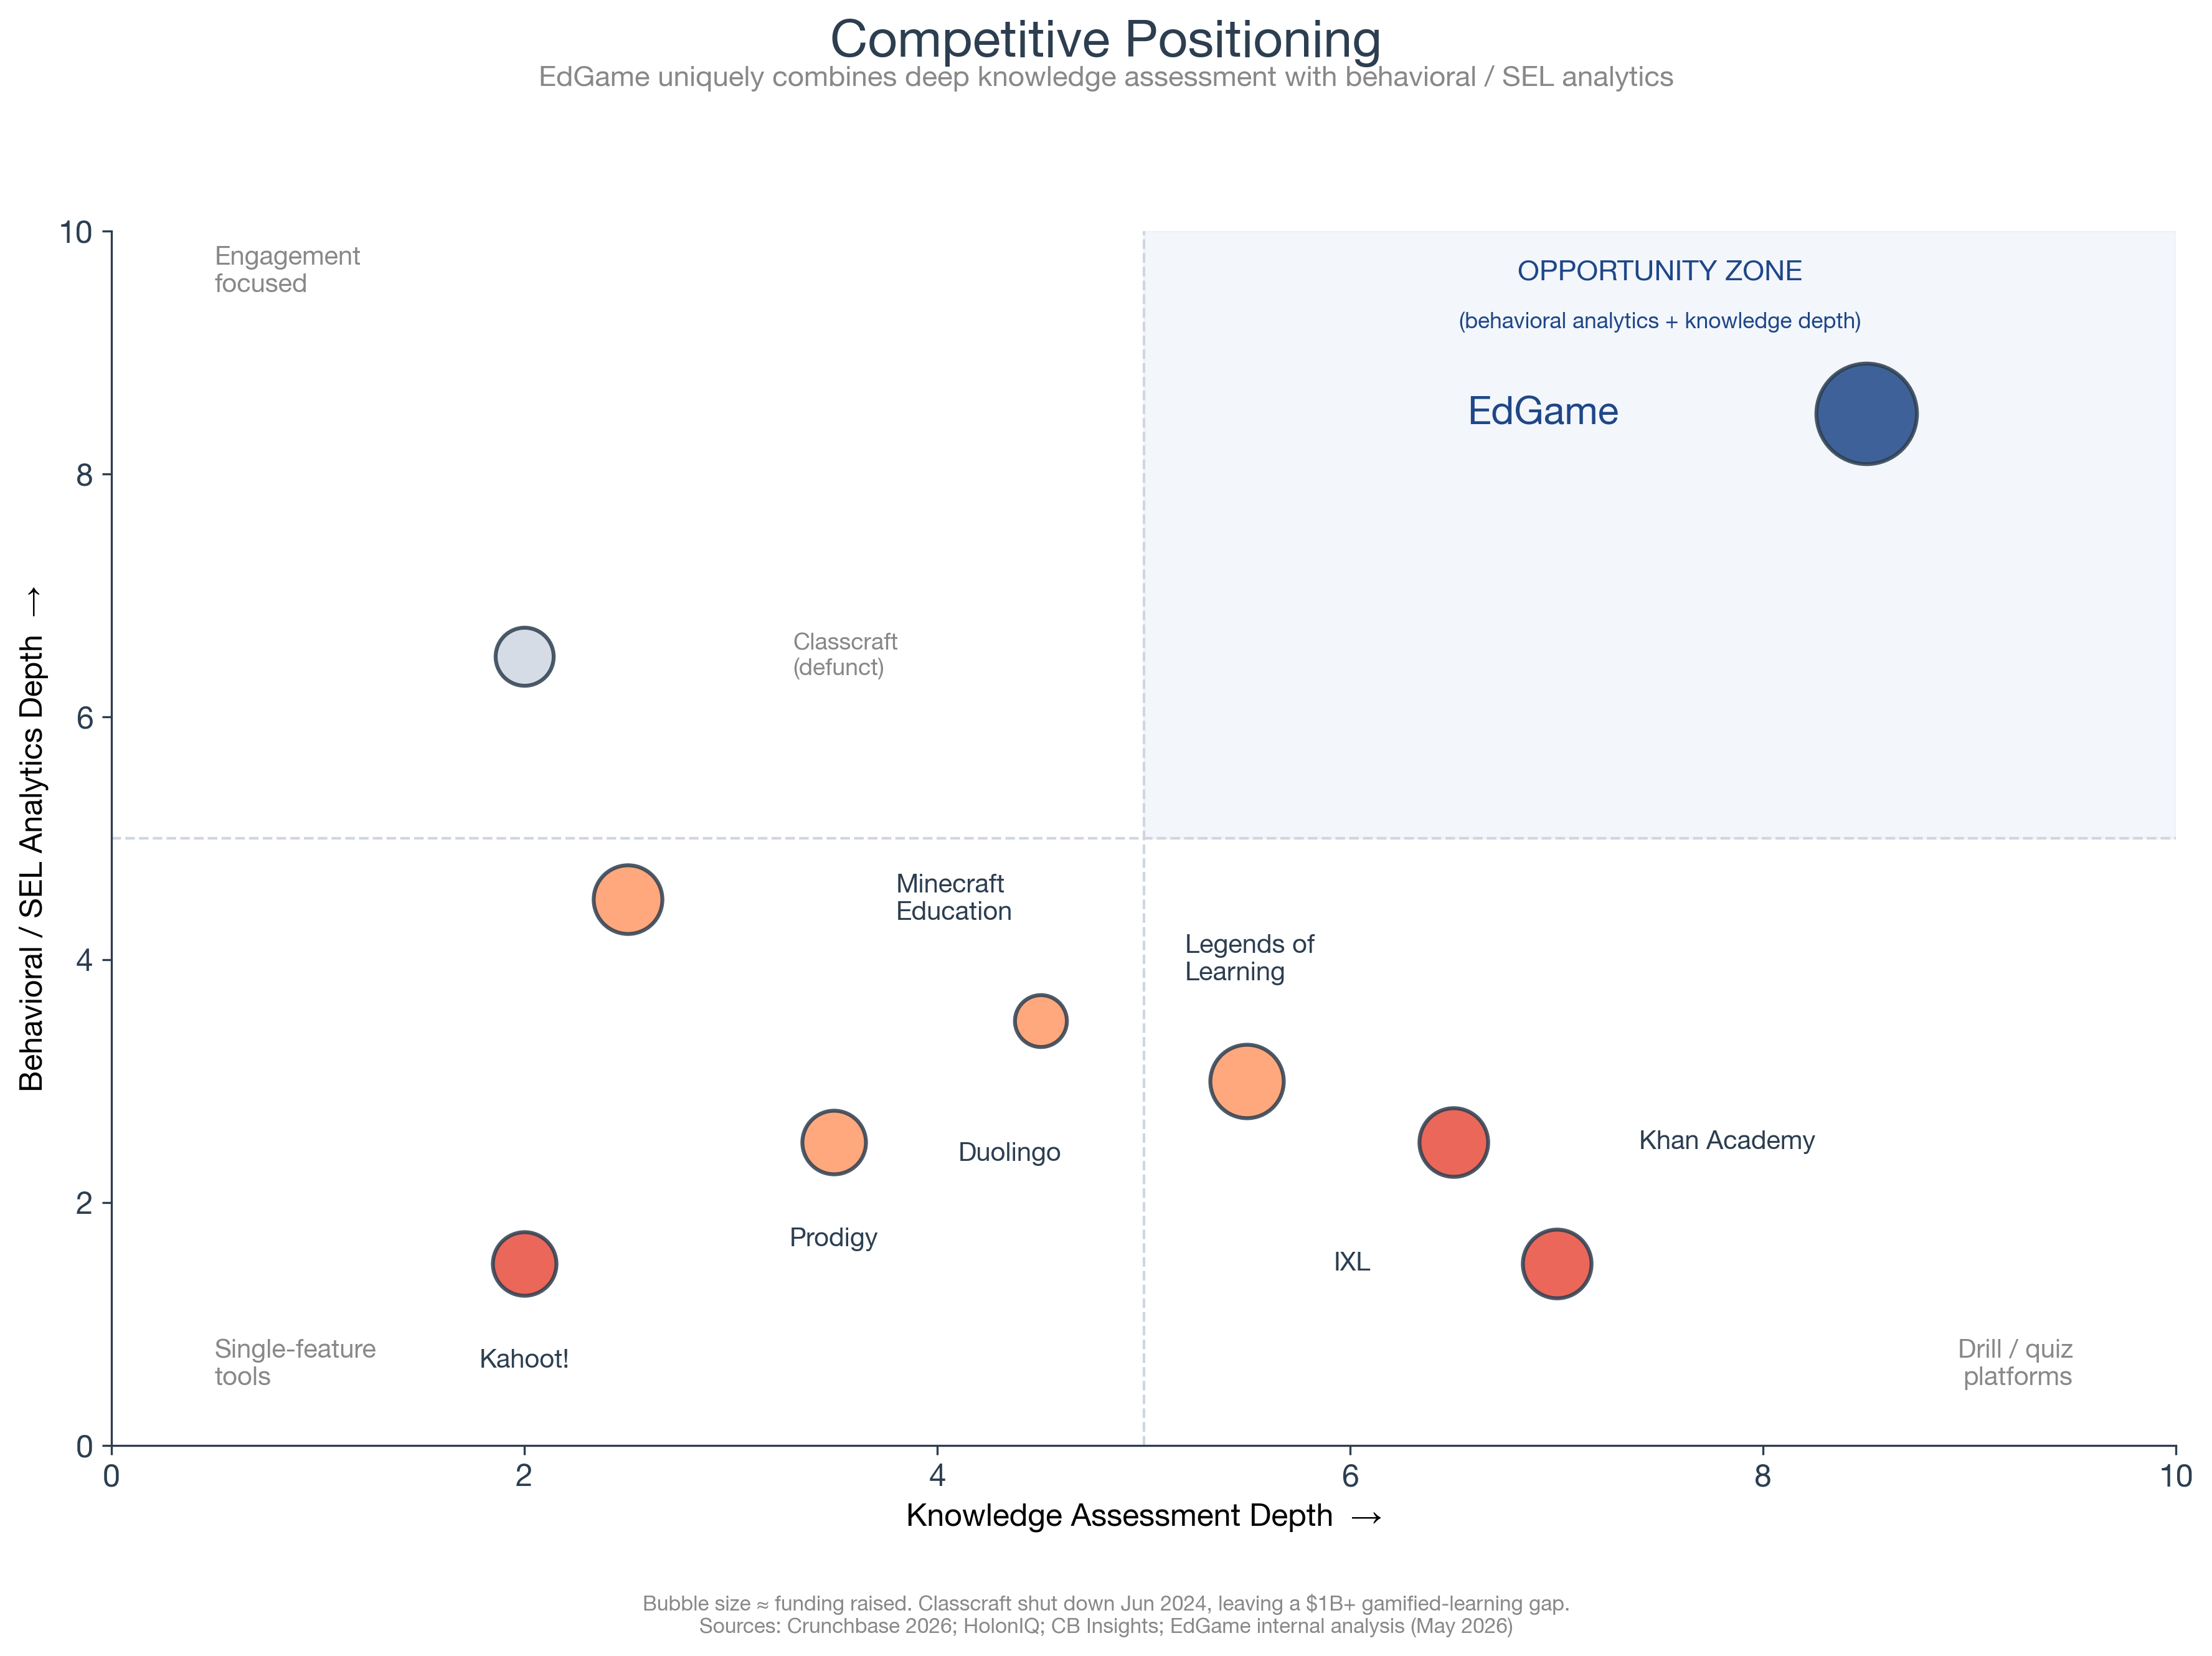 Competitive Positioning
EdGame uniquely combines deep knowledge assessment with behavioral / SEL analytics
10
Engagement
focused
OPPORTUNITY ZONE
(behavioral analytics + knowledge depth)
EdGame
8
Classcraft
(defunct)
6
Behavioral / SEL Analytics Depth →
Minecraft
Education
Legends of
Learning
4
Khan Academy
Duolingo
2
Prodigy
IXL
Kahoot!
Single-feature
tools
Drill / quiz
platforms
0
0 2 4 6 8 10
Knowledge Assessment Depth →
Bubble size ≈ funding raised. Classcraft shut down Jun 2024, leaving a $1B+ gamified-learning gap.
Sources: Crunchbase 2026; HolonIQ; CB Insights; EdGame internal analysis (May 2026)